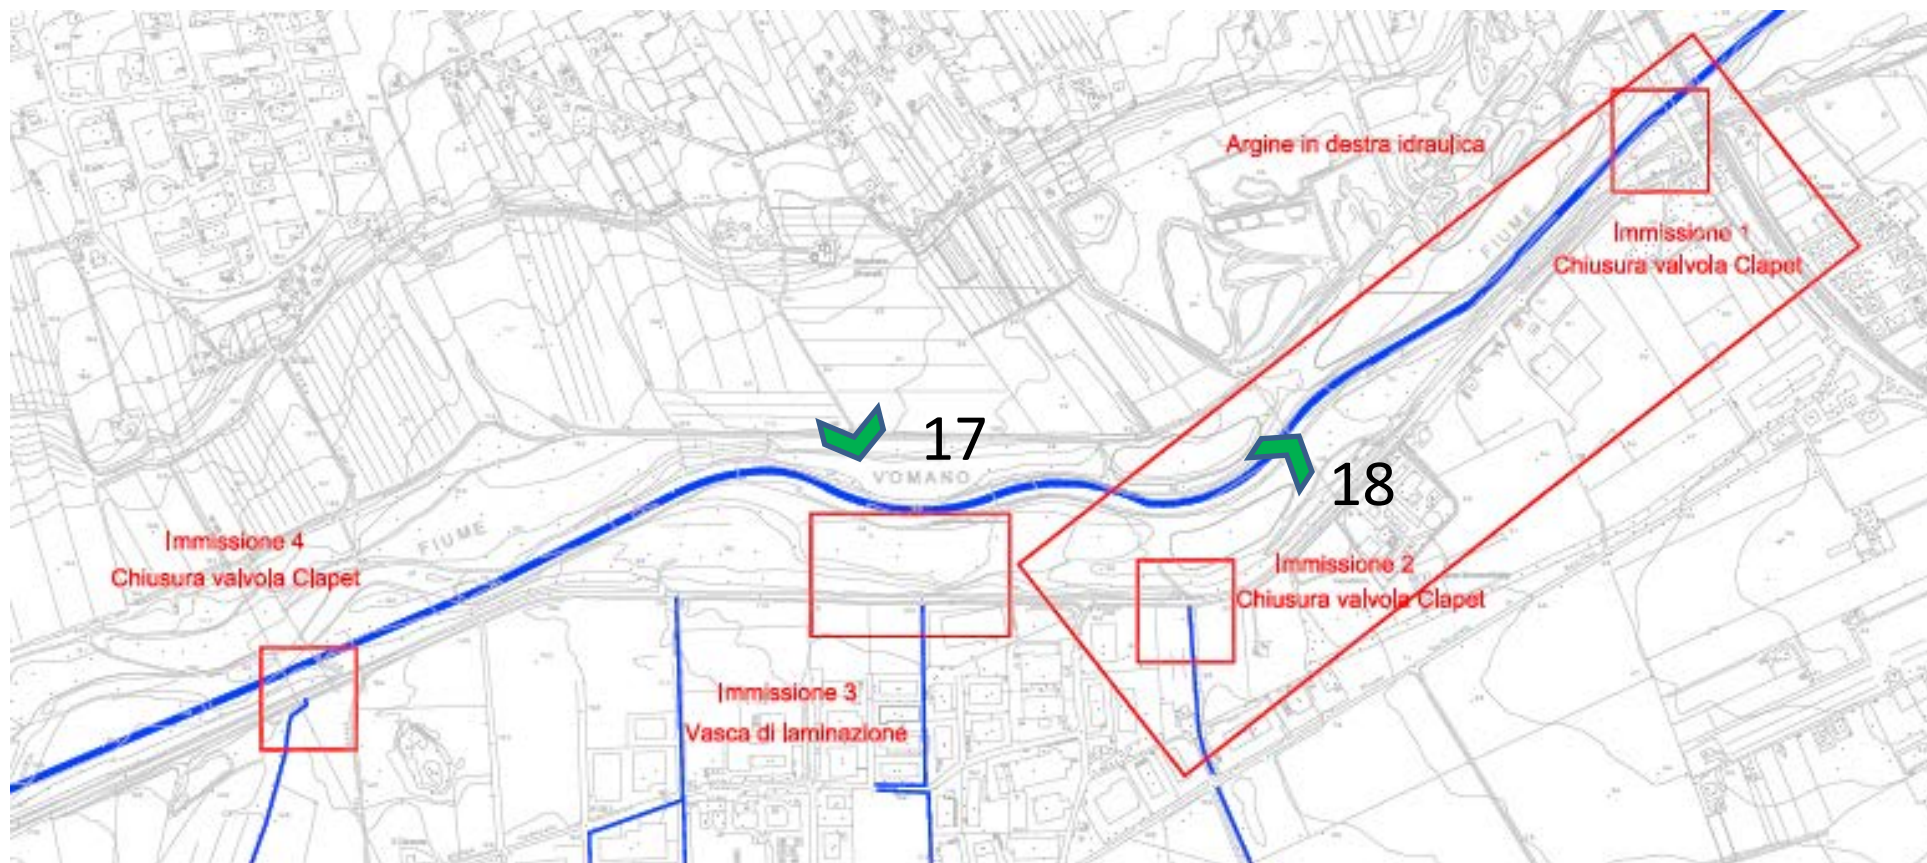 Argine in destra idraulica
FIUME
Immissione 1
Chiusura valvola Clapet
17
VOMANO
18
FIUME
Immissione 4
Chiusura valvola Clapet
Immissione 2
Chiusura valvola Clapet
Immissione 3
Vasca di laminazione